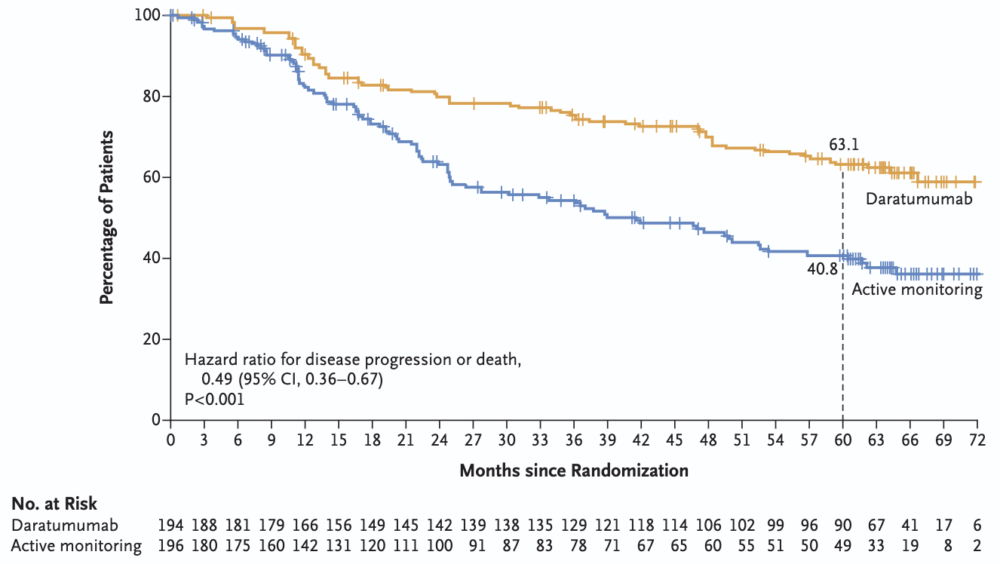 100
80
60
40
20
0
Percentage of Patients
63.1
Daratumumab
40.8
Active monitoring
Hazard ratio for disease progression or death,
0.49 (95% CI, 0.36–0.67)
P<0.001
0 3 6 9 12 15 18 21 24 27 30 33 36 39 42 45 48 51 54 57 60 63 66 69 72
Months since Randomization
No. at Risk
Daratumumab 194 188 181 179 166 156 149 145 142 139 138 135 129 121 118 114 106 102 99 96 90 67 41 17 6
Active monitoring 196 180 175 160 142 131 120 111 100 91 87 83 78 71 67 65 60 55 51 50 49 33 19 8 2